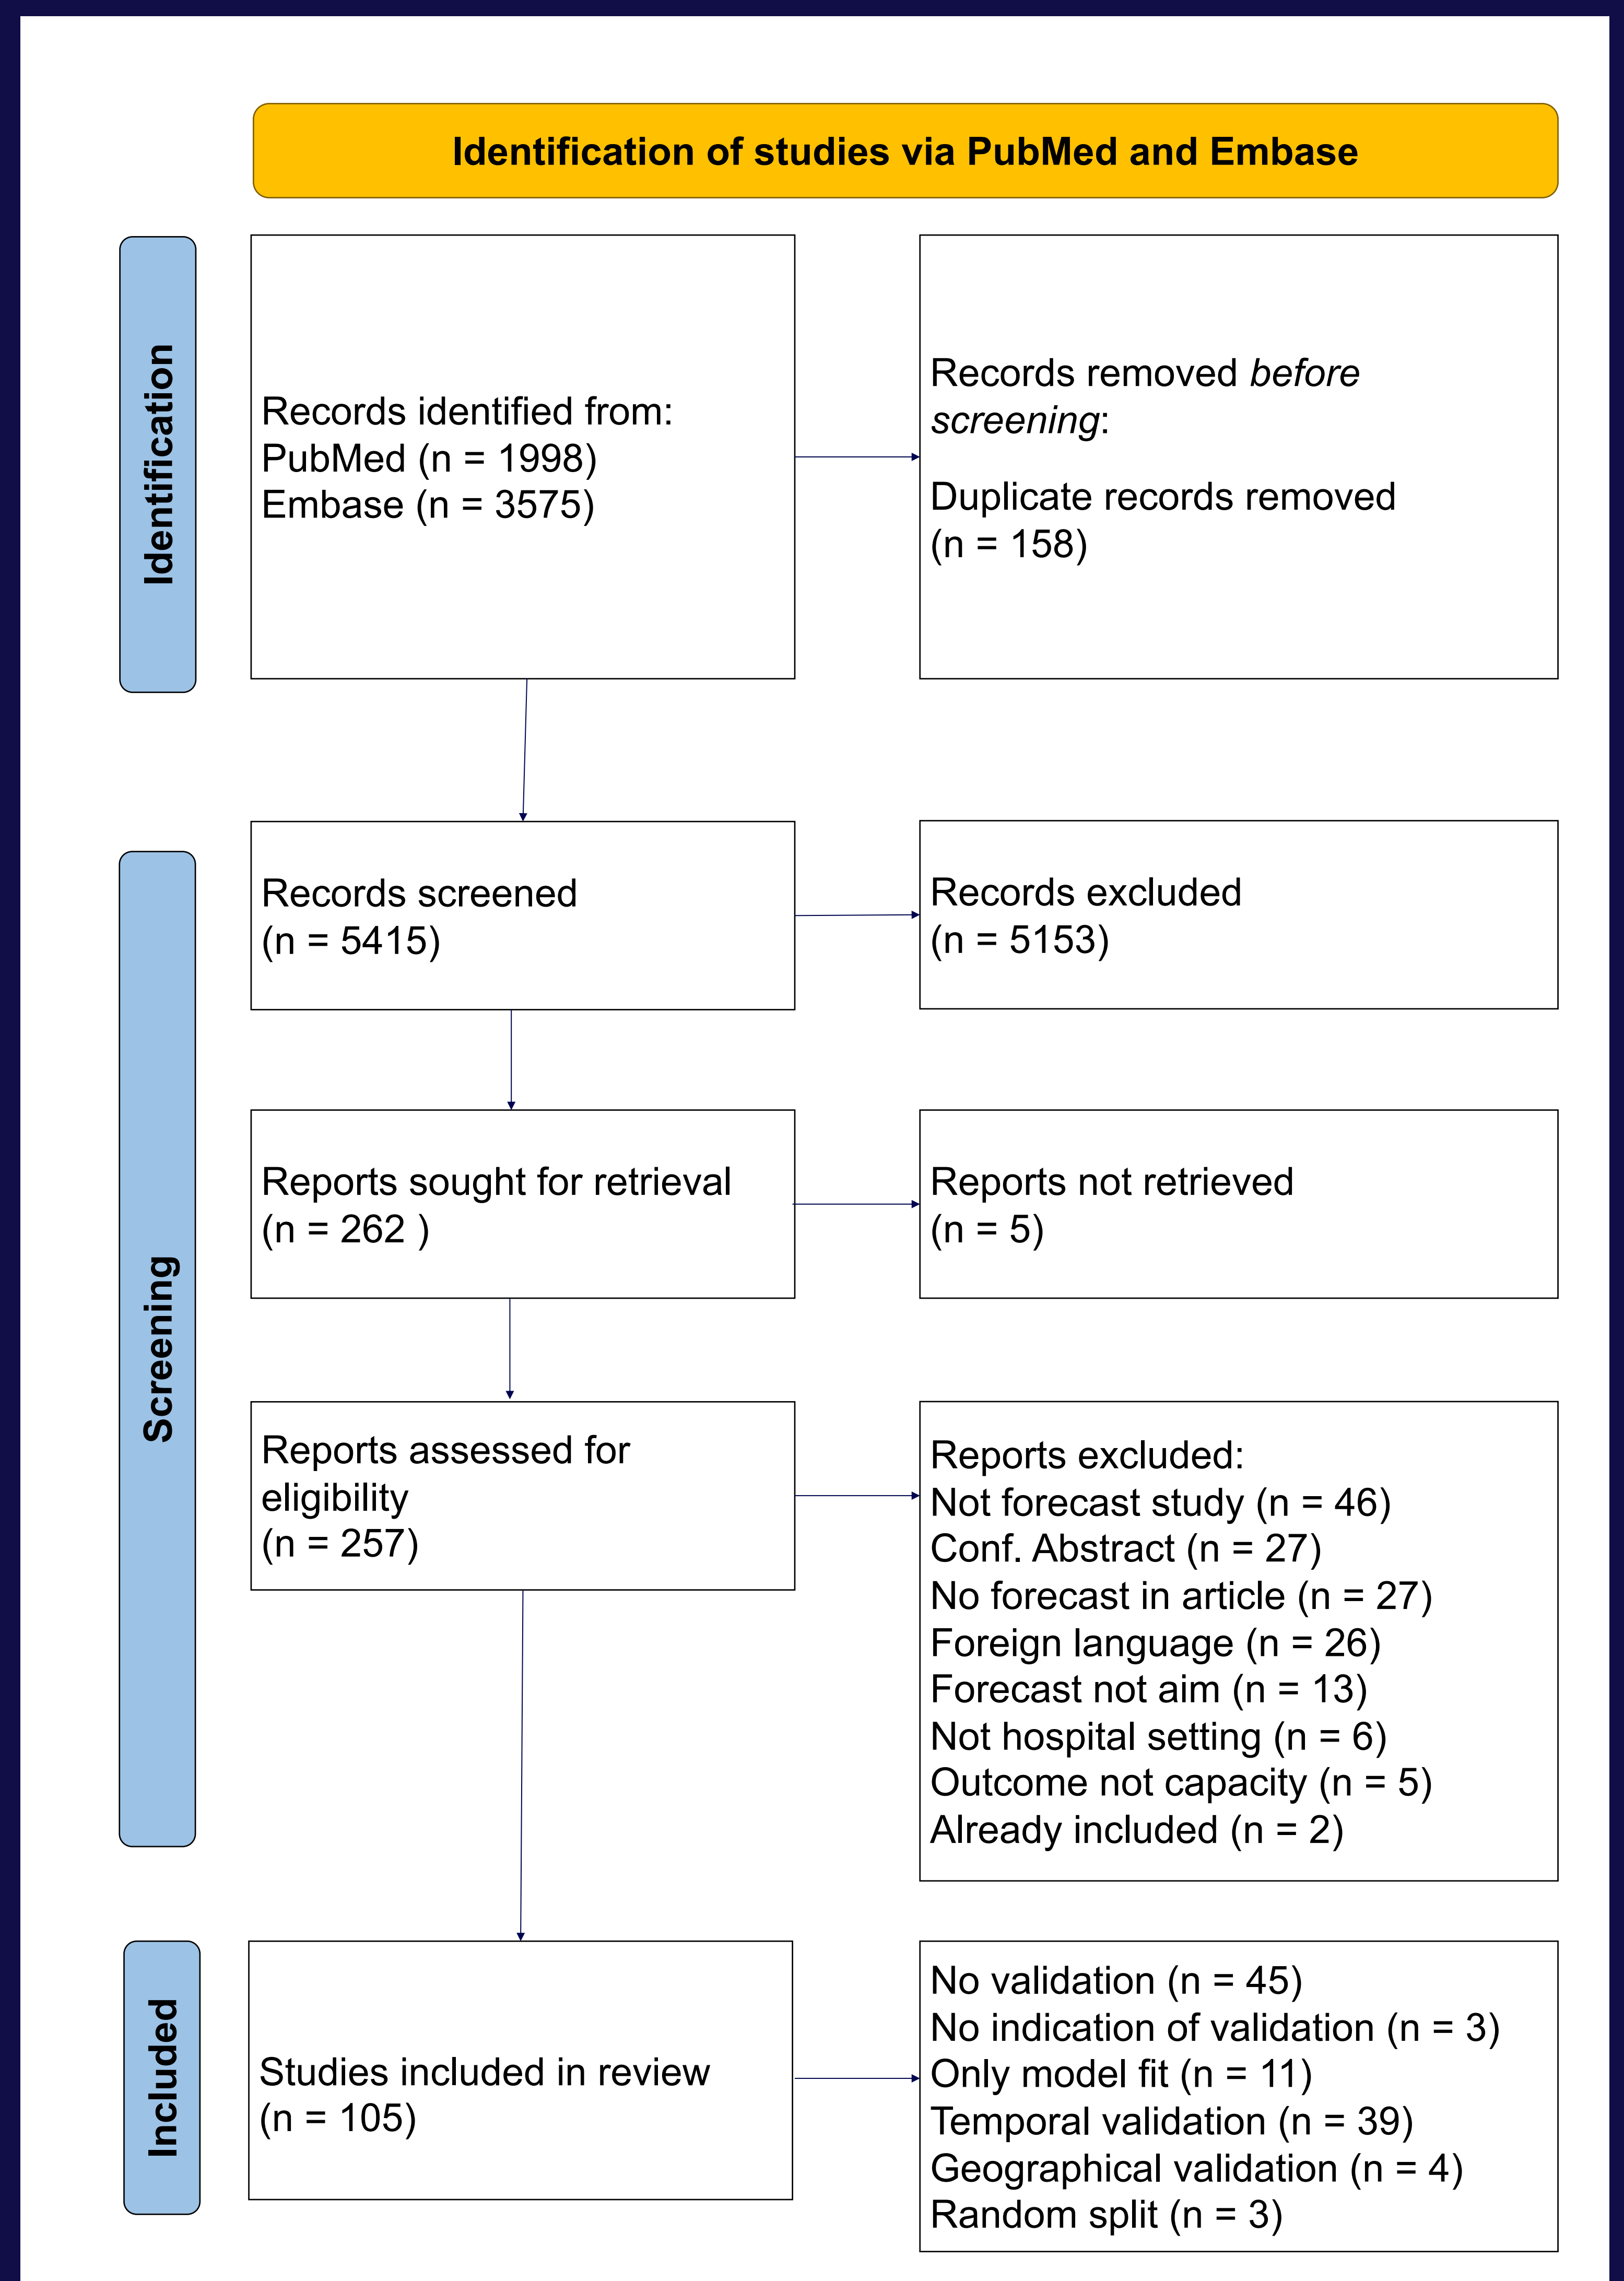 Identification of studies via PubMed and Embase
Identification
Records identified from:
PubMed (n = 1998)
Embase (n = 3575)
Records removed before
screening:
Duplicate records removed
(n = 158)
Screening
Records screened
(n = 5415)
Records excluded
(n = 5153)
Reports sought for retrieval
(n = 262 )
Reports not retrieved
(n = 5)
Reports assessed for
eligibility
(n = 257)
Reports excluded:
Not forecast study (n = 46)
Conf. Abstract (n = 27)
No forecast in article (n = 27)
Foreign language (n = 26)
Forecast not aim (n = 13)
Not hospital setting (n = 6)
Outcome not capacity (n = 5)
Already included (n = 2)
Included
Studies included in review
(n = 105)
No validation (n = 45)
No indication of validation (n = 3)
Only model fit (n = 11)
Temporal validation (n = 39)
Geographical validation (n = 4)
Random split (n = 3)